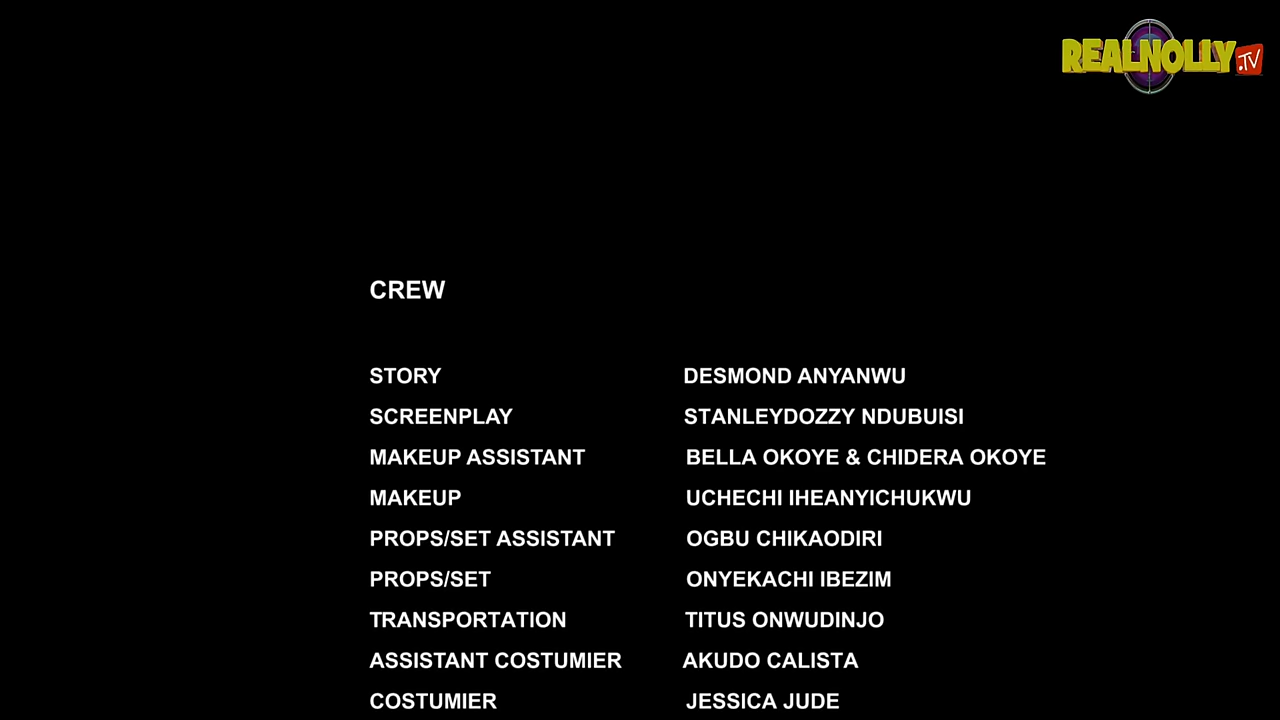 REALNOLLY.TV
CREW
STORY DESMOND ANYANWU
SCREENPLAY STANLEYDOZZY NDUBUISI
MAKEUP ASSISTANT BELLA OKOYE & CHIDERA OKOYE
MAKEUP UCHECHI IHEANYICHUKWU
PROPS/SET ASSISTANT OGBU CHIKAODIRI
PROPS/SET ONYEKACHI IBEZIM
TRANSPORTATION TITUS ONWUDINJO
ASSISTANT COSTUMIER AKUDO CALISTA
COSTUMIER JESSICA JUDE